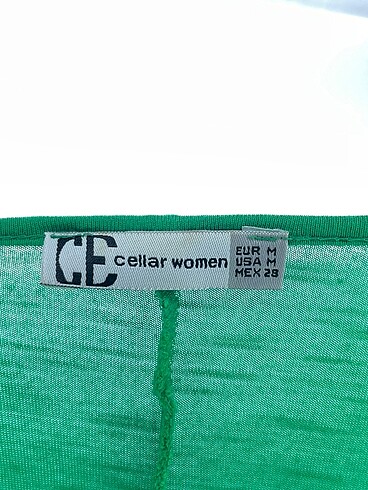 CE cellar women
EUR M
USA M
MEX 28